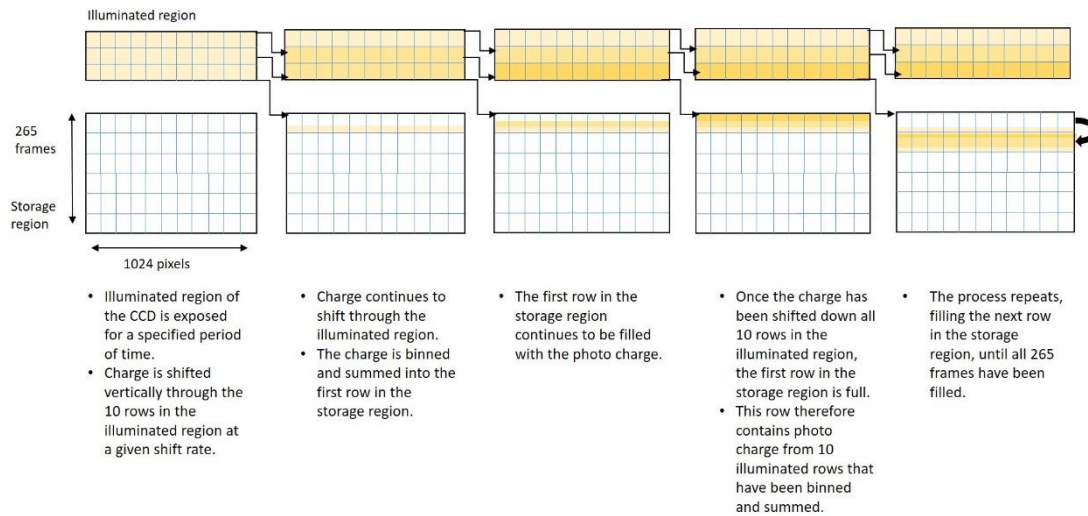 Illuminated region
265
frames
Storage
region
1024 pixels
• Illuminated region of
the CCD is exposed
for a specified period
of time.
• Charge is shifted
vertically through the
10 rows in the
illuminated region at
a given shift rate.
• Charge continues to
shift through the
illuminated region.
• The charge is binned
and summed into the
first row in the
storage region.
• The first row in the
storage region
continues to be filled
with the photo charge.
• Once the charge has
been shifted down all
10 rows in the
illuminated region,
the first row in the
storage region is full.
• This row therefore
contains photo
charge from 10
illuminated rows that
have been binned
and summed.
• The process repeats,
filling the next row
in the storage
region, until all 265
frames have been
filled.